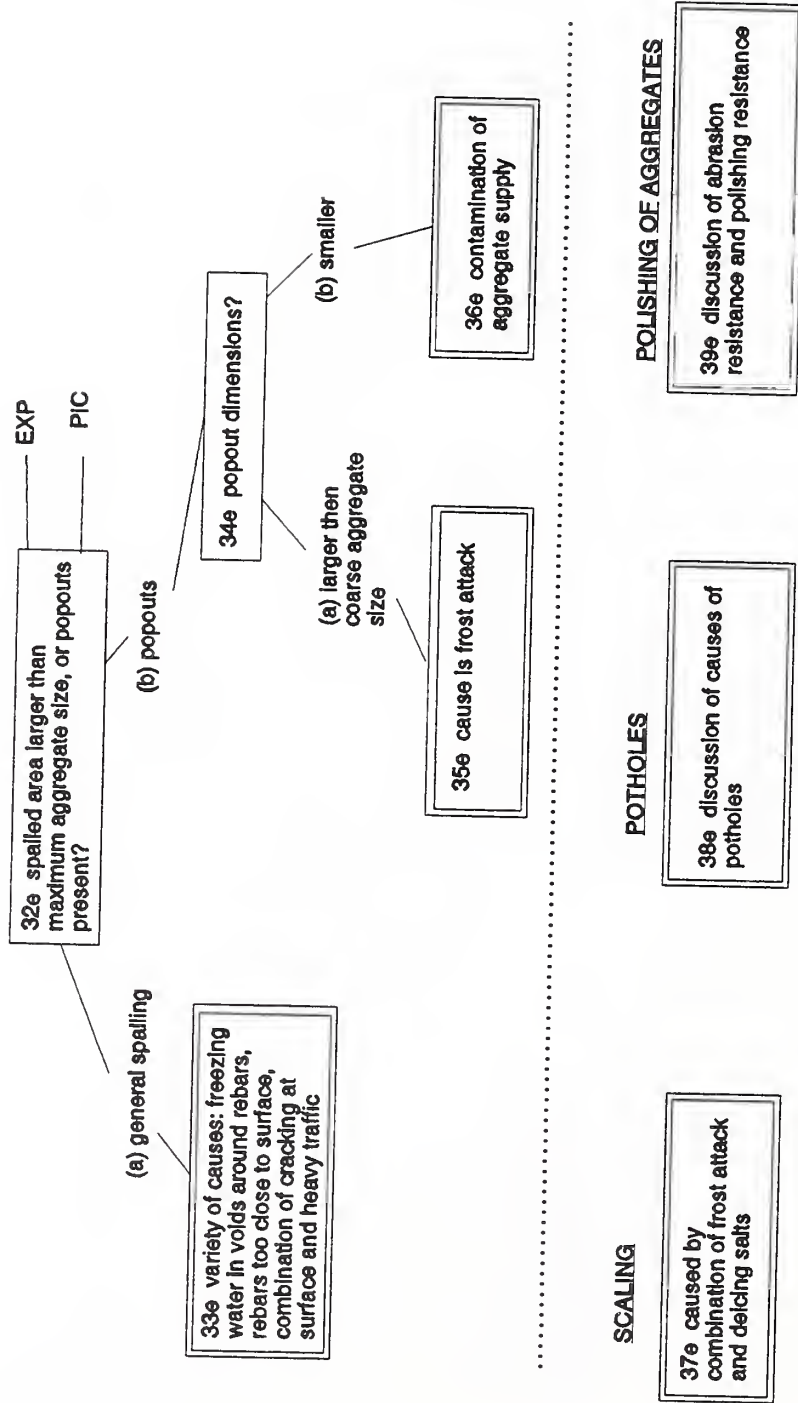 32e spalled area larger than
maximum aggregate size, or popouts
present?
EXP
PIC
(a) general spalling
(b) popouts
33e variety of causes: freezing
water in voids around rebars,
rebars too close to surface,
combination of cracking at
surface and heavy traffic
34e popout dimensions?
(a) larger then
coarse aggregate
size
(b) smaller
35e cause is frost attack
36e contamination of
aggregate supply
SCALING
37e caused by
combination of frost attack
and deicing salts
POTHOLES
38e discussion of causes of
potholes
POLISHING OF AGGREGATES
39e discussion of abrasion
resistance and polishing resistance